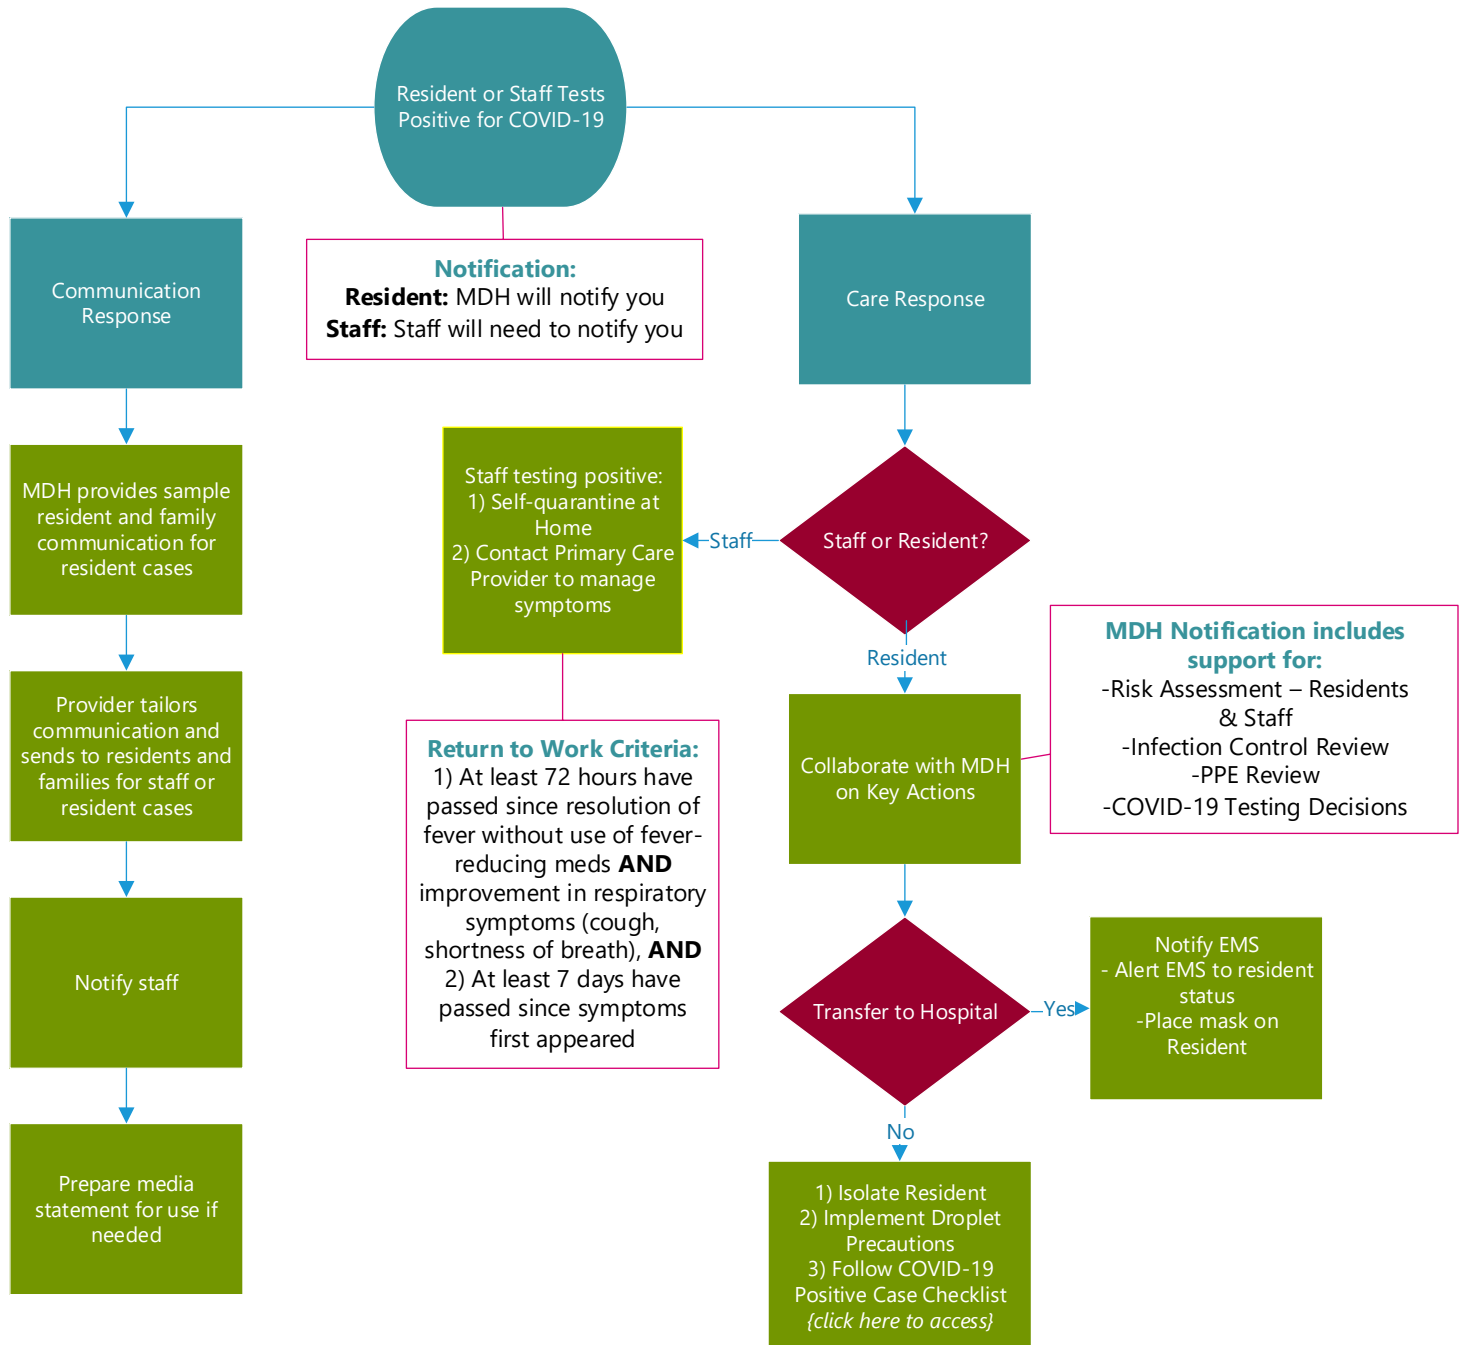 Resident or Staff Tests
Positive for COVID-19
Notification:
Resident: MDH will notify you
Staff: Staff will need to notify you
Communication
Response
MDH provides sample
resident and family
communication for
resident cases
Provider tailors
communication and
sends to residents and
families for staff or
resident cases
Notify staff
Prepare media
statement for use if
needed
Care Response
Staff or Resident?
Staff
Staff testing positive:
1) Self-quarantine at
Home
2) Contact Primary Care
Provider to manage
symptoms
Return to Work Criteria:
1) At least 72 hours have
passed since resolution of
fever without use of fever-
reducing meds AND
improvement in respiratory
symptoms (cough,
shortness of breath), AND
2) At least 7 days have
passed since symptoms
first appeared
Resident
Collaborate with MDH
on Key Actions
MDH Notification includes
support for:
-Risk Assessment – Residents
& Staff
-Infection Control Review
-PPE Review
-COVID-19 Testing Decisions
Transfer to Hospital
Yes
Notify EMS
- Alert EMS to resident
status
-Place mask on
Resident
No
1) Isolate Resident
2) Implement Droplet
Precautions
3) Follow COVID-19
Positive Case Checklist
{click here to access}